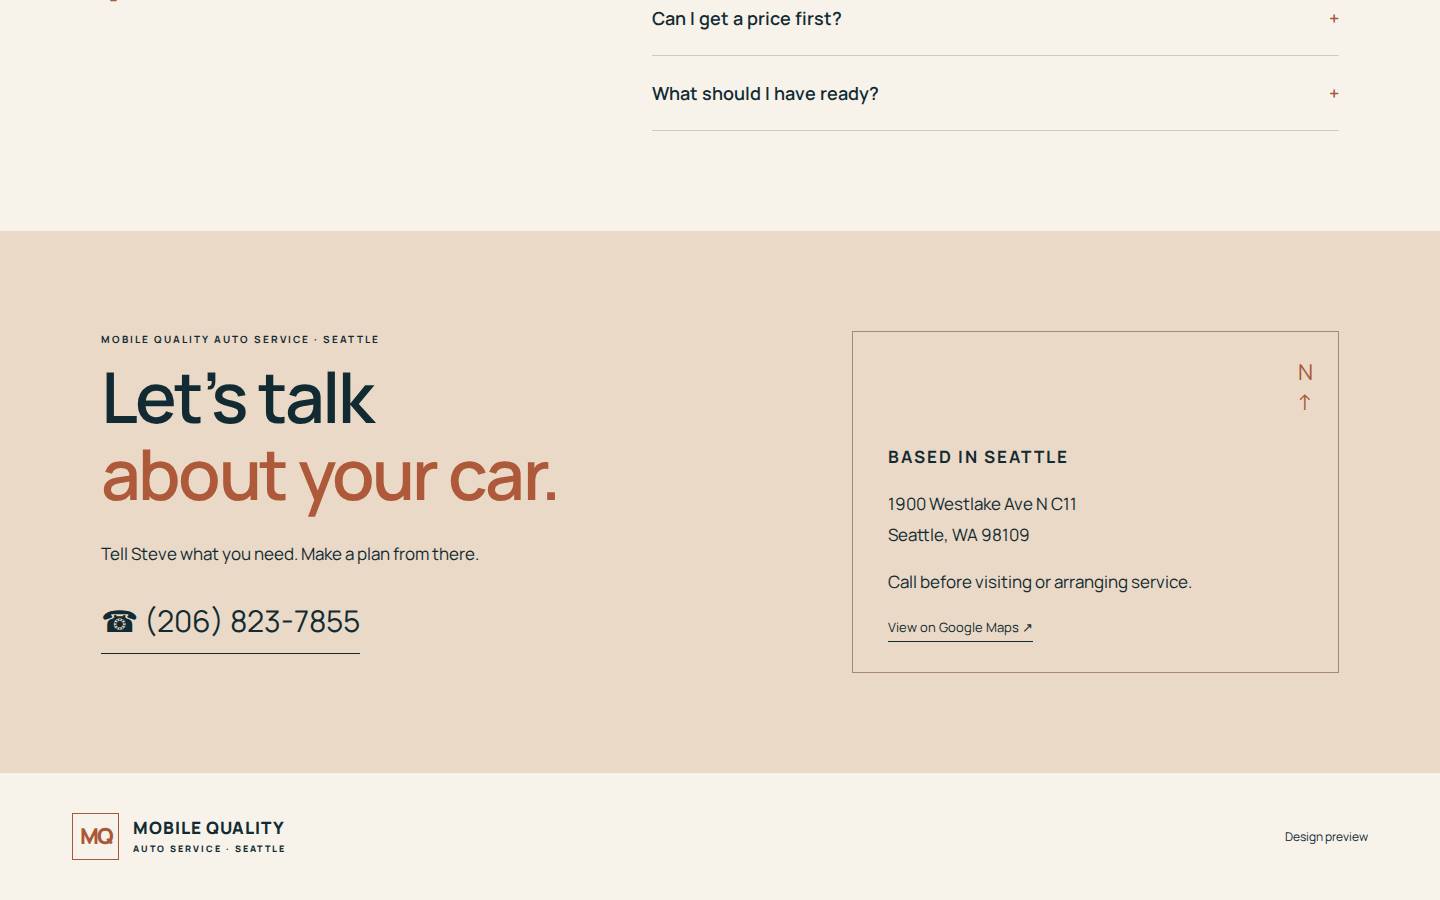 Can I get a price first? +
What should I have ready? +
MOBILE QUALITY AUTO SERVICE · SEATTLE
Let’s talk
about your car.
Tell Steve what you need. Make a plan from there.
☎ (206) 823-7855
N
↑
BASED IN SEATTLE
1900 Westlake Ave N C11
Seattle, WA 98109
Call before visiting or arranging service.
View on Google Maps ↗
MQ
MOBILE QUALITY
AUTO SERVICE · SEATTLE
Design preview